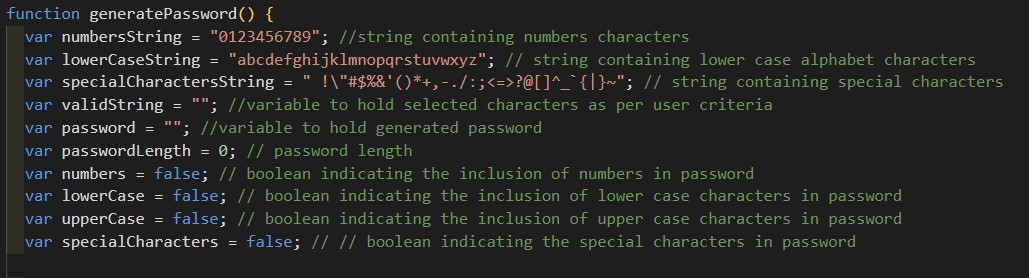 function generatePassword() {
var numbersString = "0123456789"; //string containing numbers characters
var lowerCaseString = "abcdefghijklmnopqrstuvwxyz"; // string containing lower case alphabet characters
var specialCharactersString = " !\"#$%&'()*+,-./:;<=>?@[]^_`{|}~"; // string containing special characters
var validString = ""; //variable to hold selected characters as per user criteria
var password = ""; //variable to hold generated password
var passwordLength = 0; // password length
var numbers = false; // boolean indicating the inclusion of numbers in password
var lowerCase = false; // boolean indicating the inclusion of lower case characters in password
var upperCase = false; // boolean indicating the inclusion of upper case characters in password
var specialCharacters = false; // // boolean indicating the special characters in password